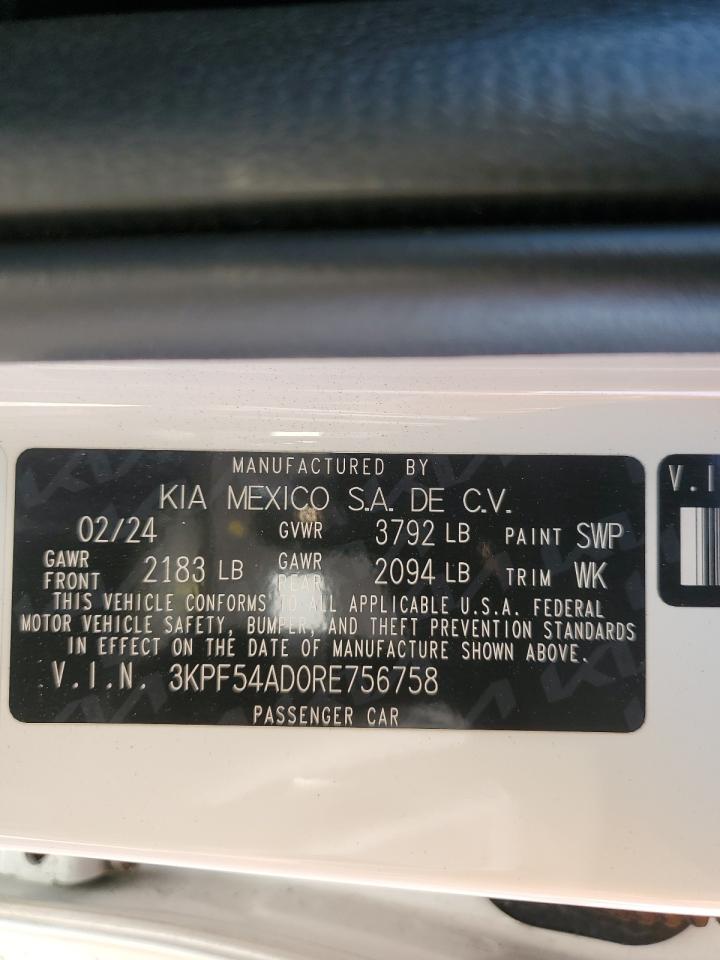 MANUFACTURED BY
KIA MEXICO S.A. DE C.V.
02/24 GVWR 3792 LB PAINT SWP
GAWR FRONT 2183 LB GAWR REAR 2094 LB TRIM WK
THIS VEHICLE CONFORMS TO ALL APPLICABLE U.S.A. FEDERAL
MOTOR VEHICLE SAFETY, BUMPER, AND THEFT PREVENTION STANDARDS
IN EFFECT ON THE DATE OF MANUFACTURE SHOWN ABOVE.
V.I.N. 3KPF54AD0RE756758
PASSENGER CAR
V.I